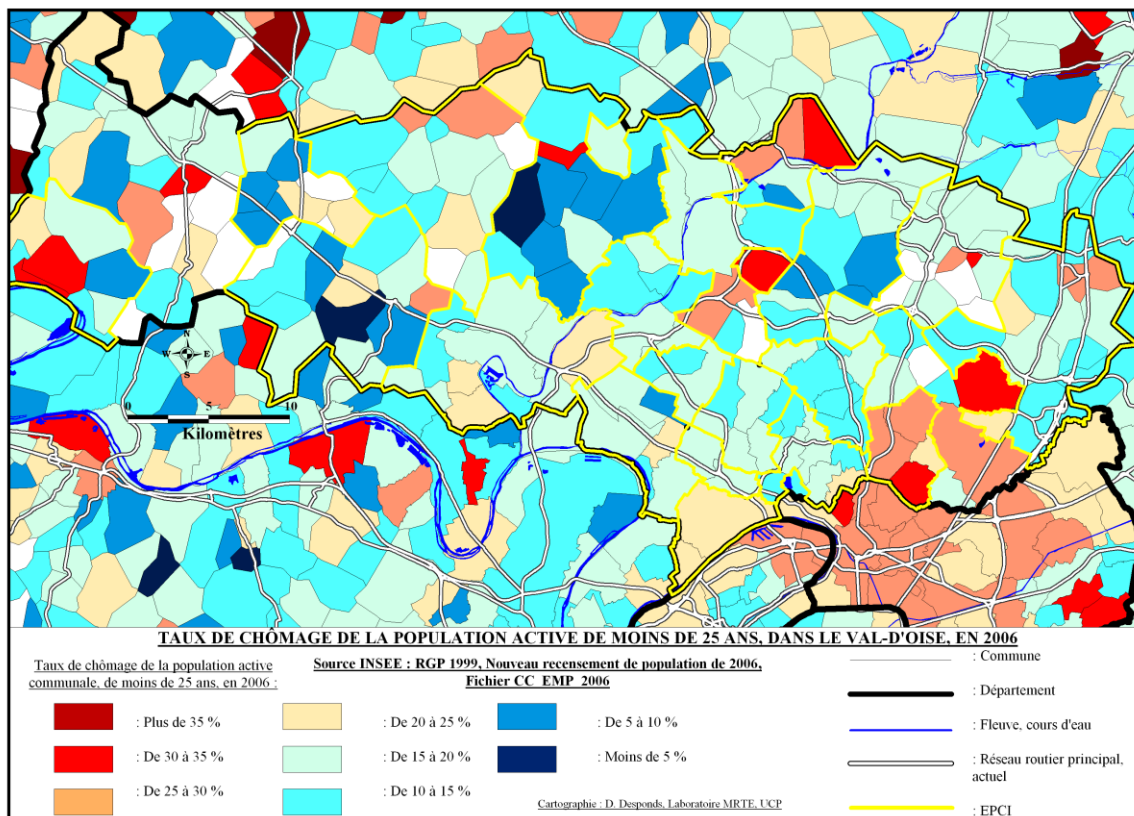 N
W E
S
0 5 10
Kilomètres
TAUX DE CHÔMAGE DE LA POPULATION ACTIVE DE MOINS DE 25 ANS, DANS LE VAL-D'OISE, EN 2006
Taux de chômage de la population active
communale, de moins de 25 ans, en 2006 :
Source INSEE : RGP 1999, Nouveau recensement de population de 2006,
Fichier CC_EMP_2006
: Plus de 35 %
: De 30 à 35 %
: De 25 à 30 %
: De 20 à 25 %
: De 15 à 20 %
: De 10 à 15 %
: De 5 à 10 %
: Moins de 5 %
Cartographie : D. Desponds, Laboratoire MRTE, UCP
: Commune
: Département
: Fleuve, cours d'eau
: Réseau routier principal,
actuel
: EPCI